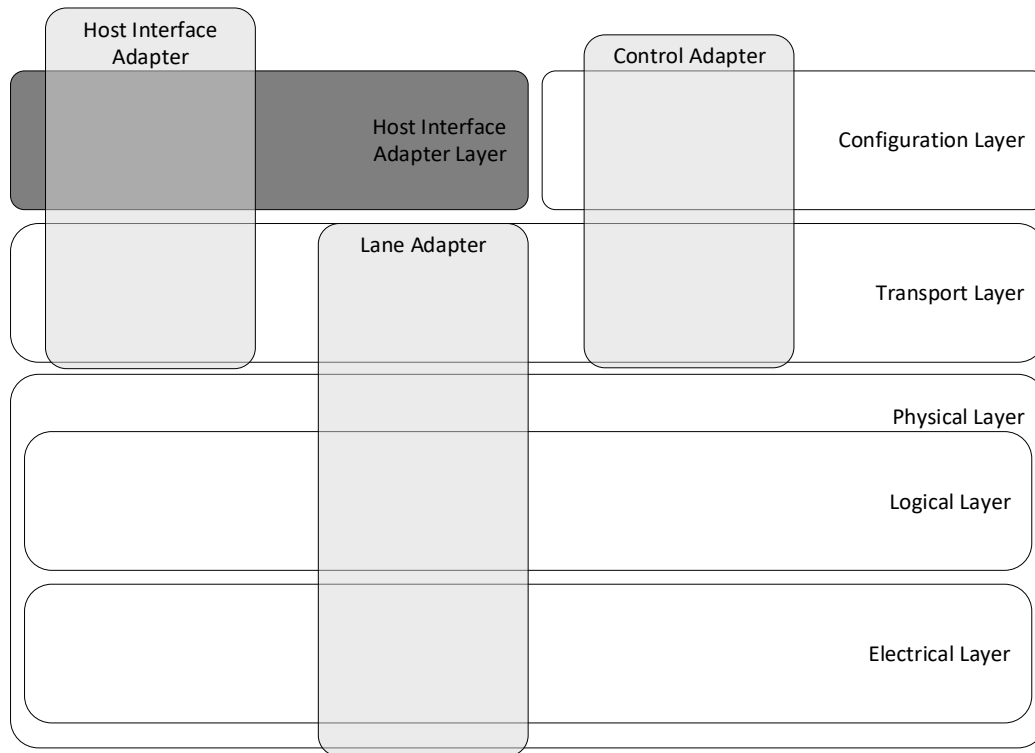 Host Interface
Adapter
Control Adapter
Host Interface
Adapter Layer
Configuration Layer
Lane Adapter
Transport Layer
Physical Layer
Logical Layer
Electrical Layer